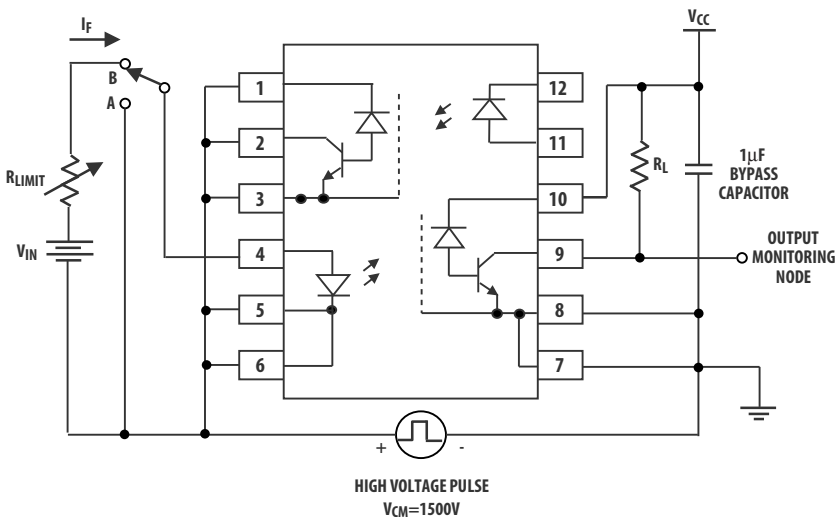 IF
VCC
B
A
1
12
2
11
3
10
4
9
5
8
6
7
RLIMIT
VIN
RL
1μF
BYPASS
CAPACITOR
OUTPUT
MONITORING
NODE
+
-
HIGH VOLTAGE PULSE
VCM=1500V